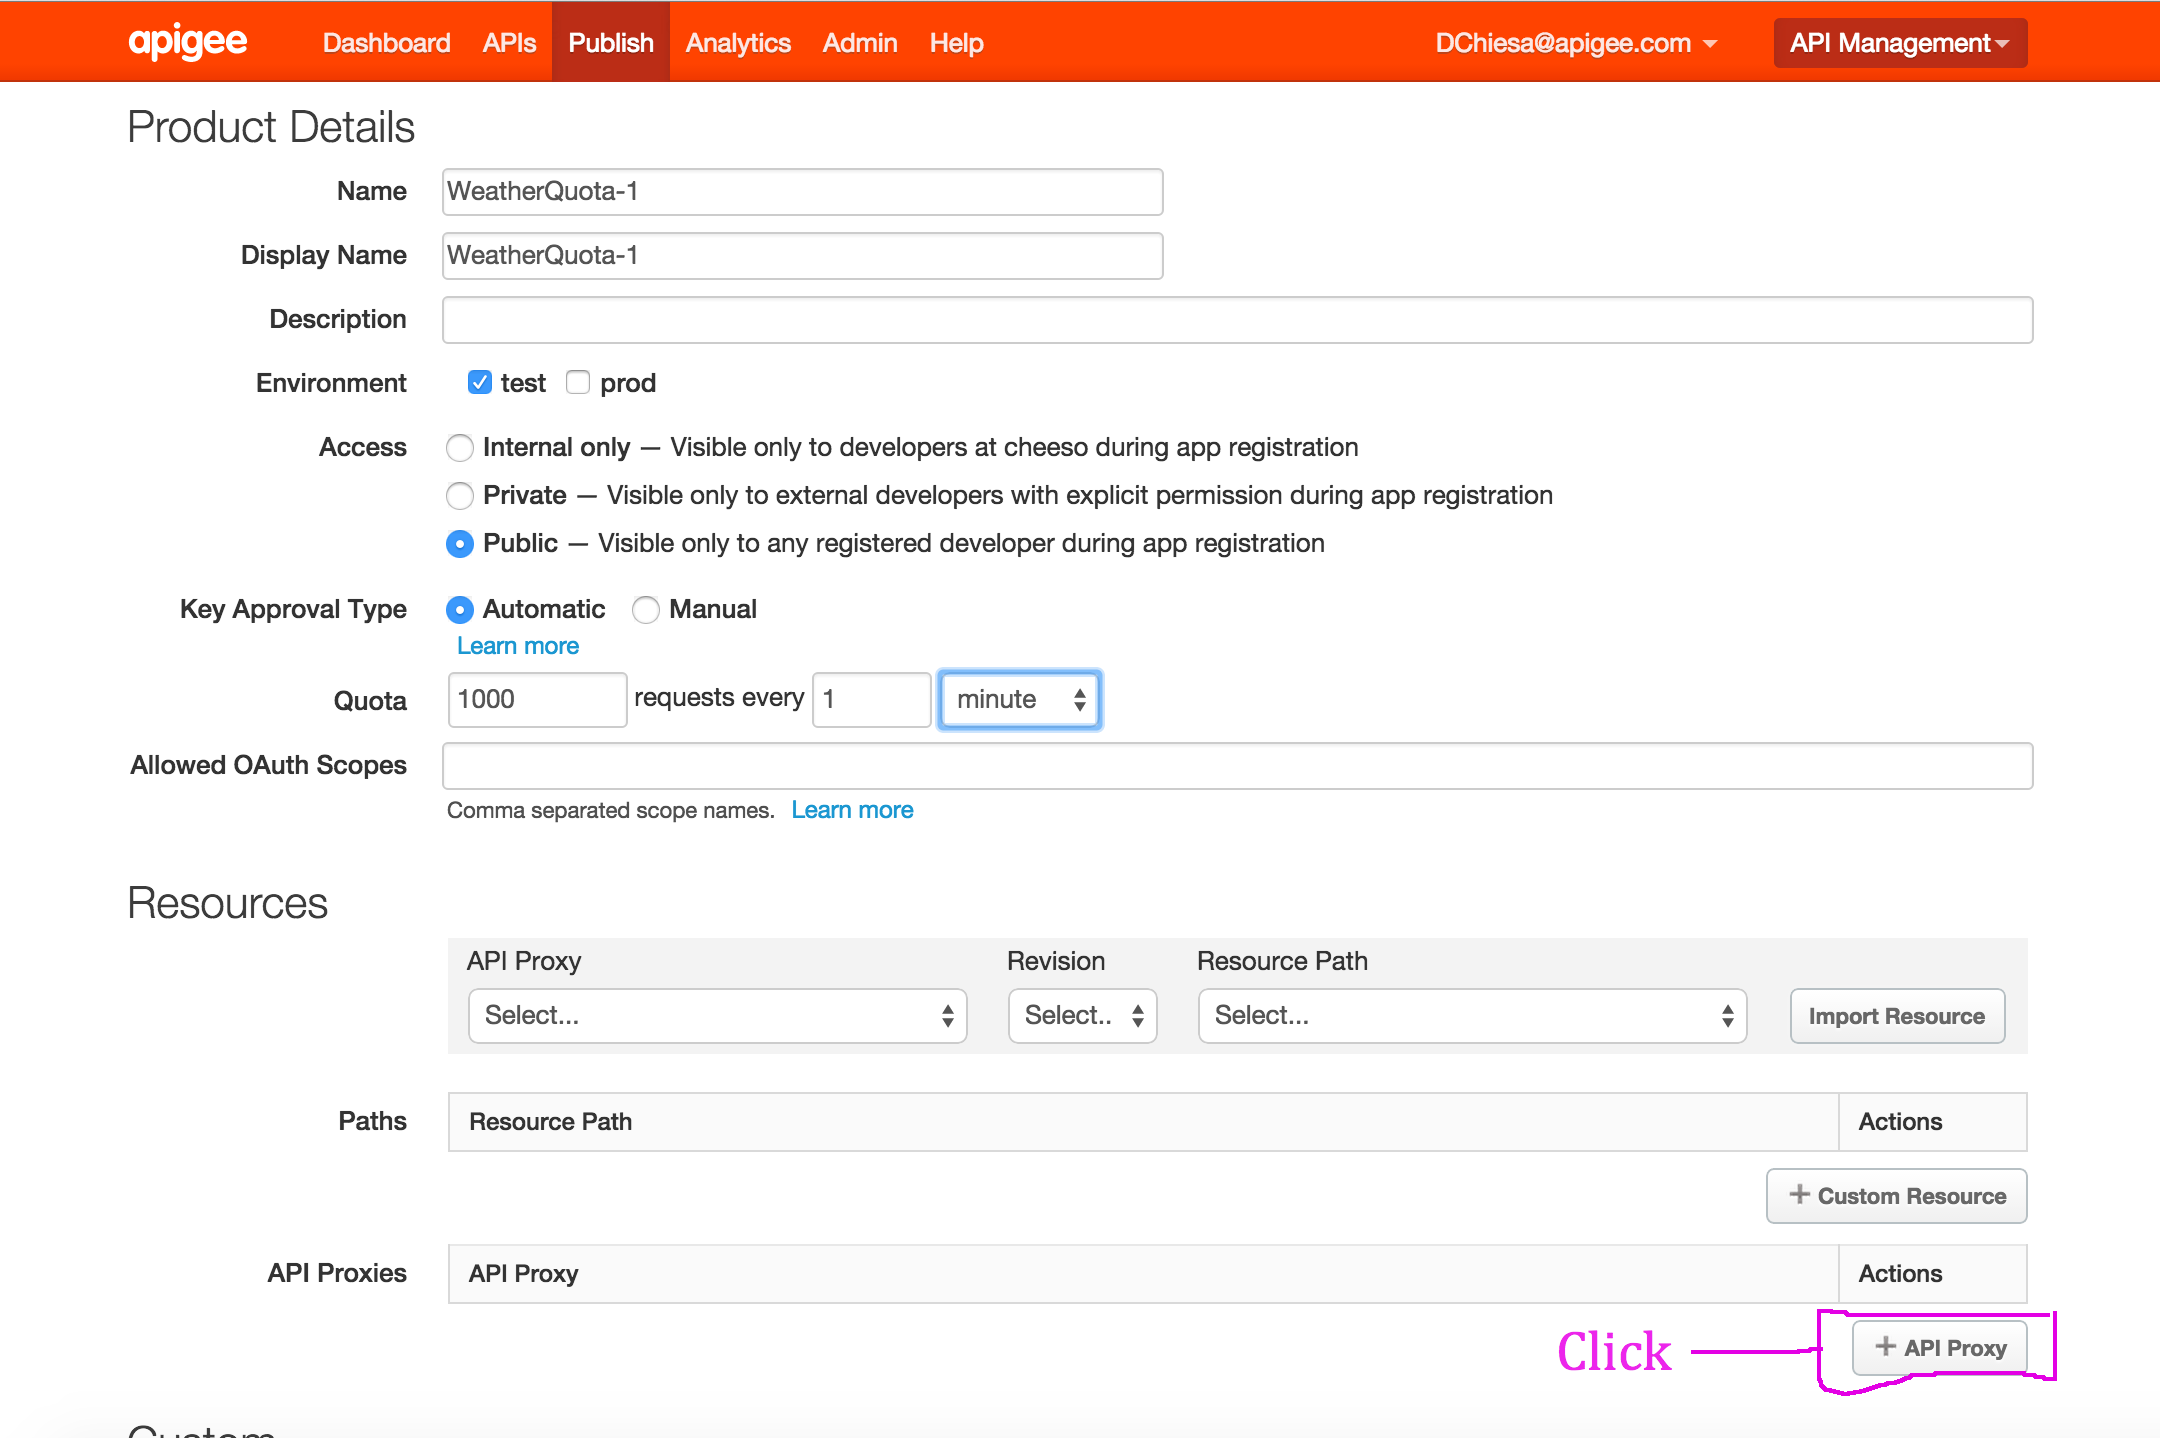 apigee Dashboard APIs Publish Analytics Admin Help DChiesa@apigee.com API Management
Product Details
Name WeatherQuota-1
Display Name WeatherQuota-1
Description
Environment test prod
Access Internal only — Visible only to developers at cheeso during app registration
Private — Visible only to external developers with explicit permission during app registration
Public — Visible only to any registered developer during app registration
Key Approval Type Automatic Manual
Learn more
Quota 1000 requests every 1 minute
Allowed OAuth Scopes
Comma separated scope names. Learn more
Resources
API Proxy Revision Resource Path
Select... Select.. Select... Import Resource
Paths Resource Path Actions
+ Custom Resource
API Proxies API Proxy Actions
Click + API Proxy
Custom